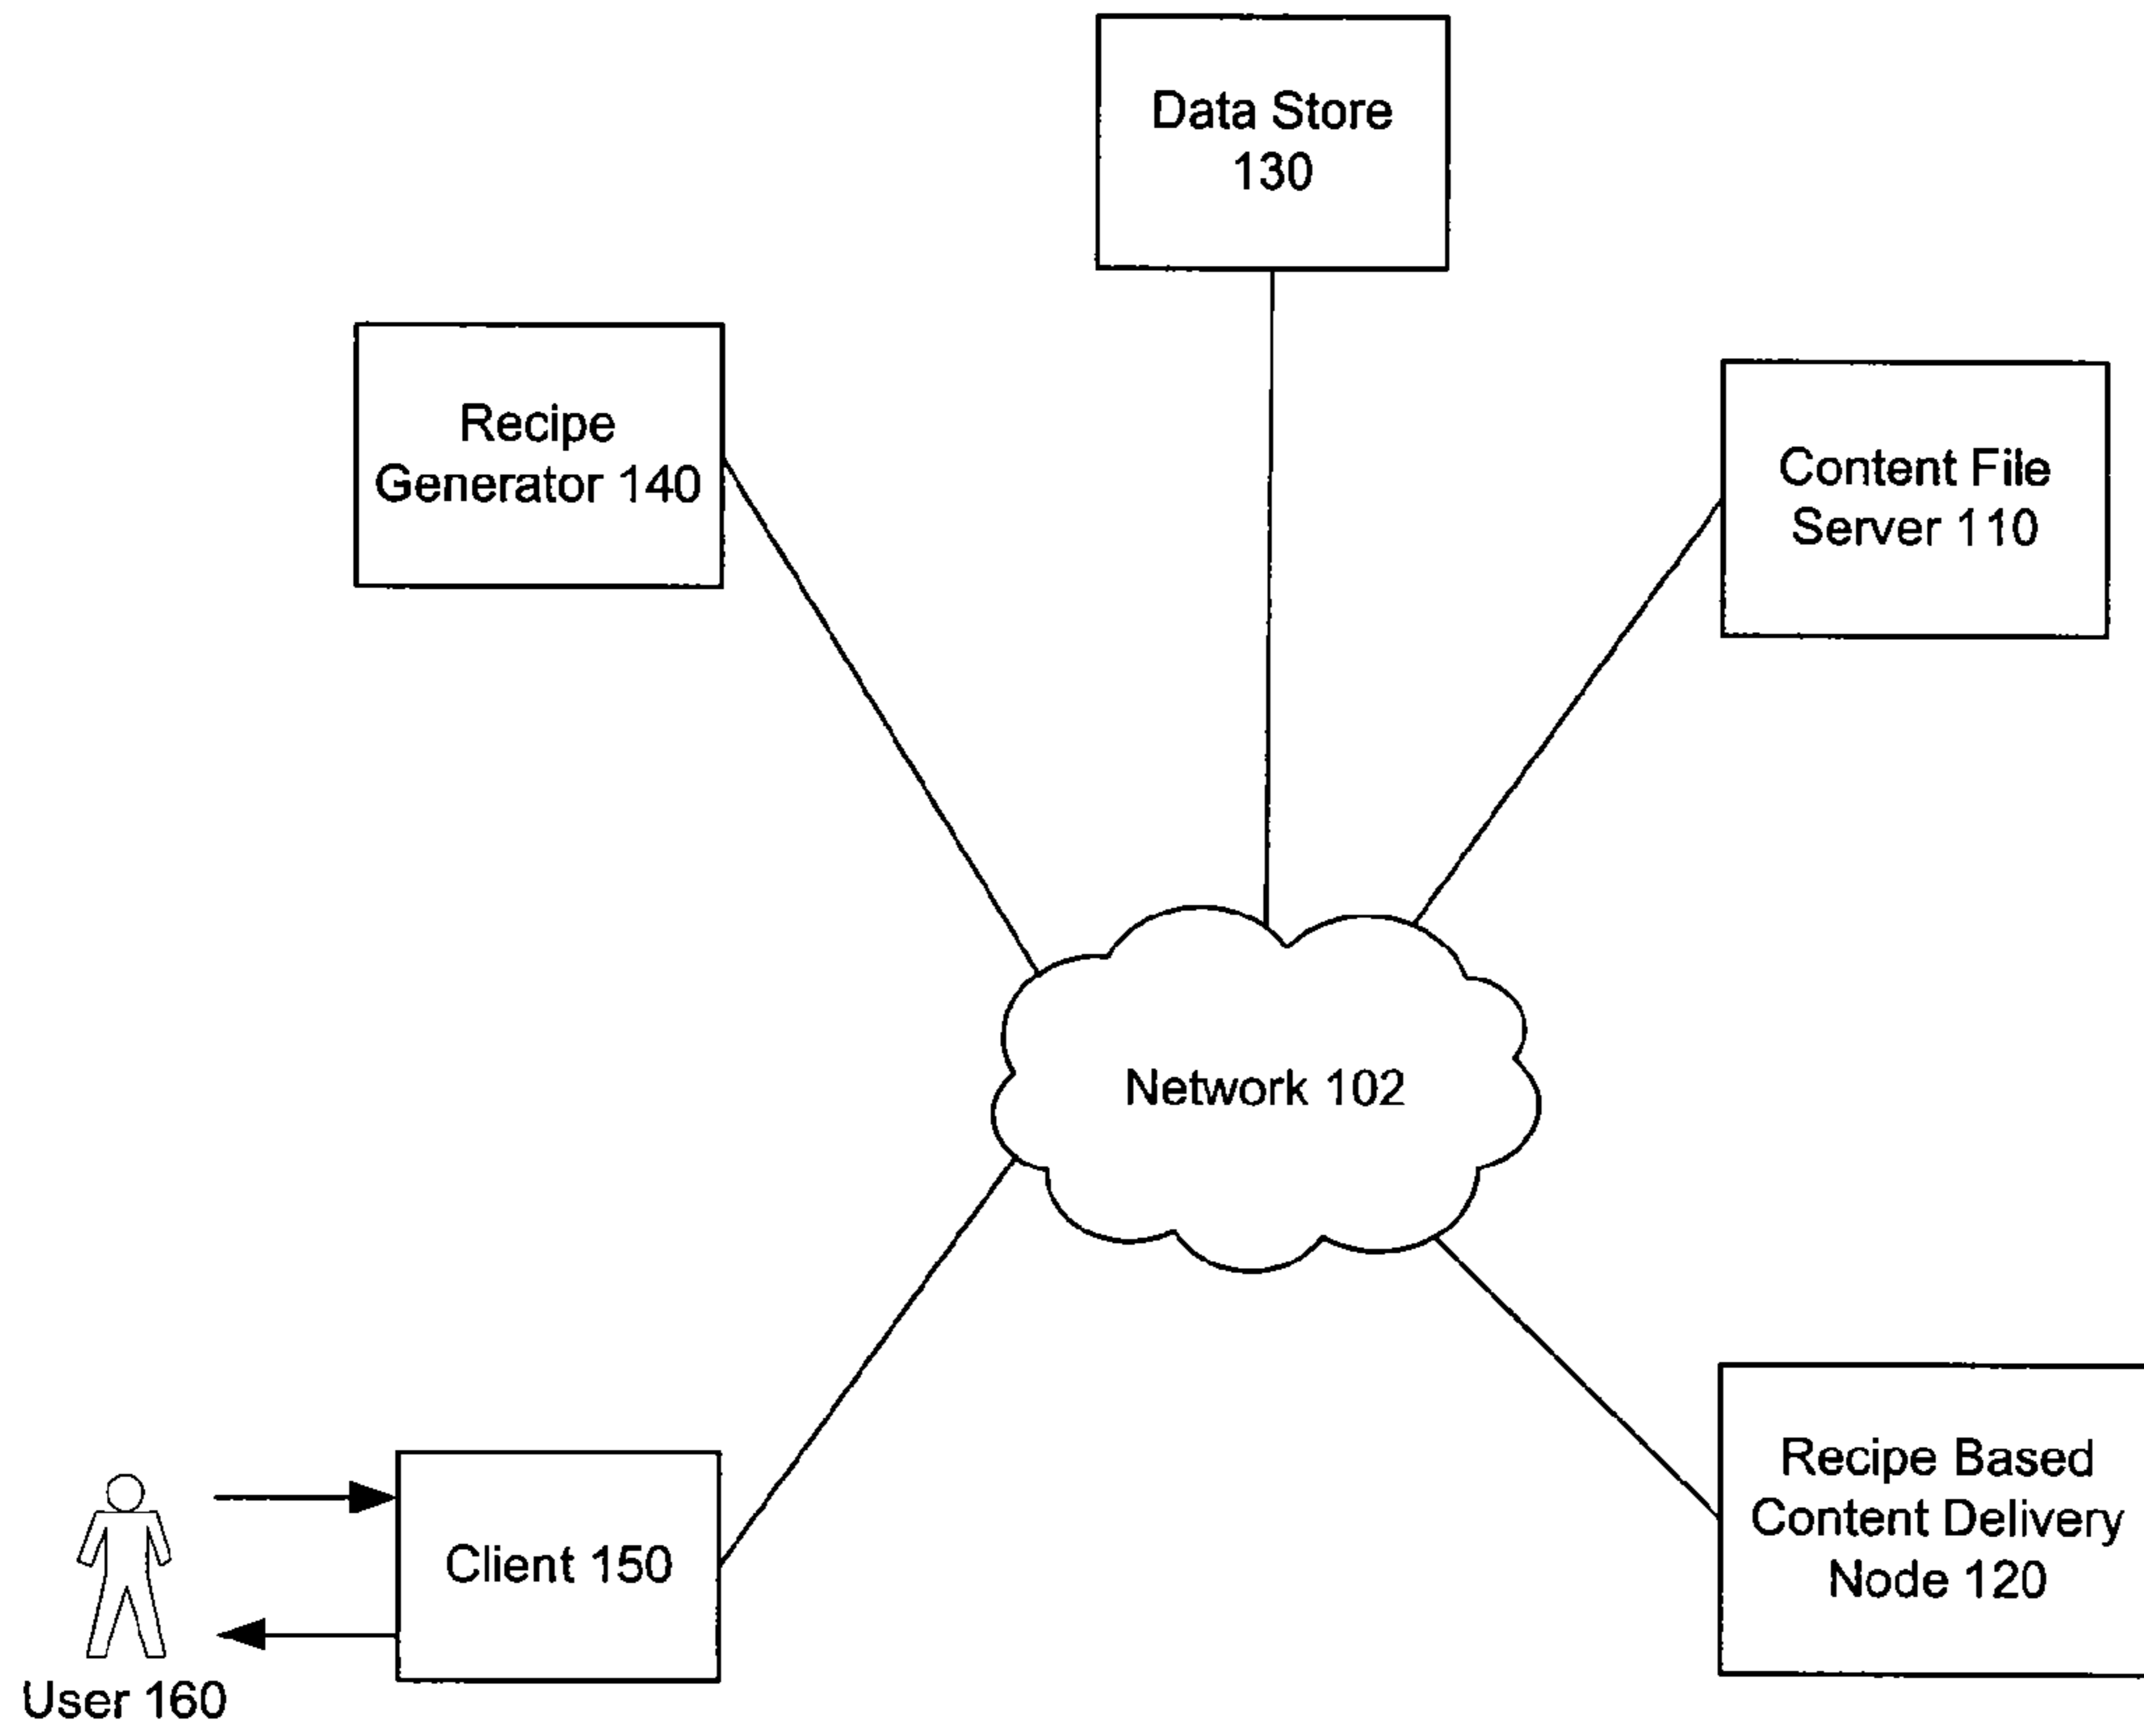 Data Store
130
Recipe
Generator 140
Content File
Server 110
Network 102
Client 150
User 160
Recipe Based
Content Delivery
Node 120